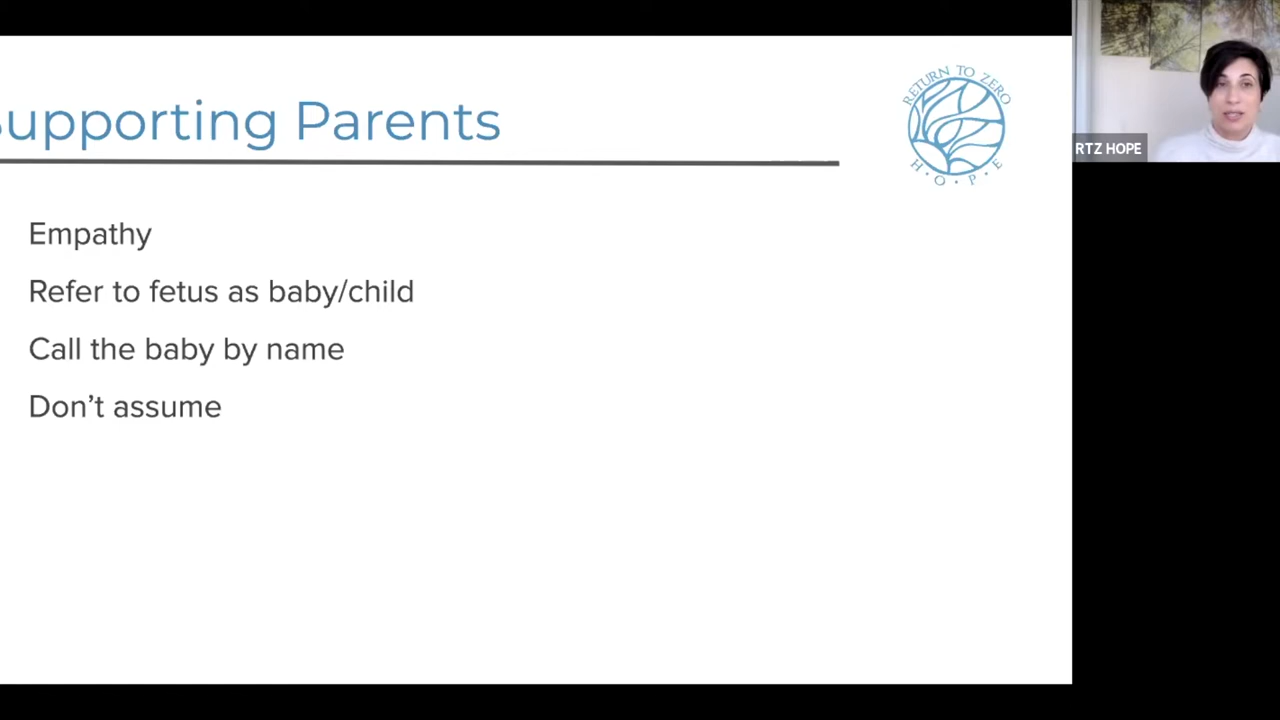 upporting Parents
RETURN TO ZERO
H·O·P·E
RTZ HOPE
Empathy
Refer to fetus as baby/child
Call the baby by name
Don’t assume